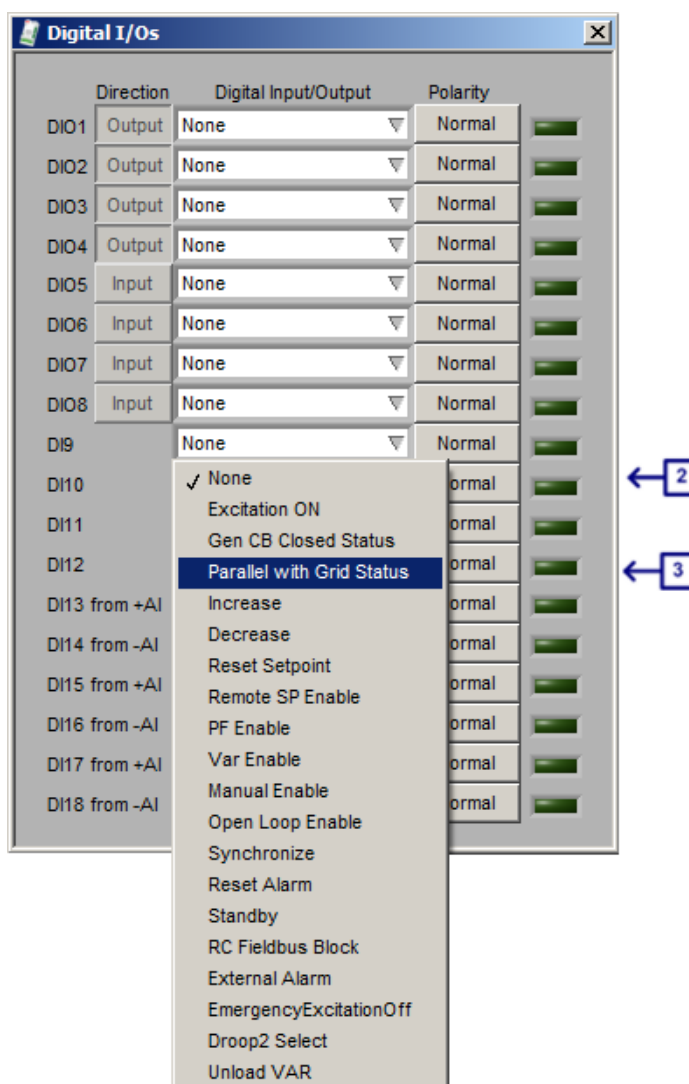 Digital I/Os
Direction Digital Input/Output Polarity
DIO1 Output None Normal
DIO2 Output None Normal
DIO3 Output None Normal
DIO4 Output None Normal
DIO5 Input None Normal
DIO6 Input None Normal
DIO7 Input None Normal
DIO8 Input None Normal
DI9 None Normal
DI10 None ormal 2
Excitation ON
DI11 ormal
Gen CB Closed Status
DI12 Parallel with Grid Status ormal 3
DI13 from +AI Increase ormal
Decrease
DI14 from -AI ormal
Reset Setpoint
DI15 from +AI Remote SP Enable ormal
DI16 from -AI PF Enable ormal
DI17 from +AI Var Enable ormal
Manual Enable
DI18 from -AI ormal
Open Loop Enable
Synchronize
Reset Alarm
Standby
RC Fieldbus Block
External Alarm
EmergencyExcitationOff
Droop2 Select
Unload VAR